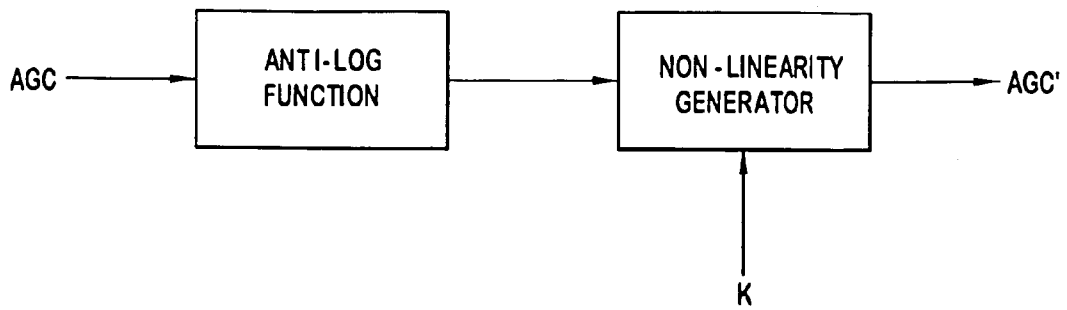 AGC
ANTI-LOG
FUNCTION
NON-LINEARITY
GENERATOR
AGC'
K